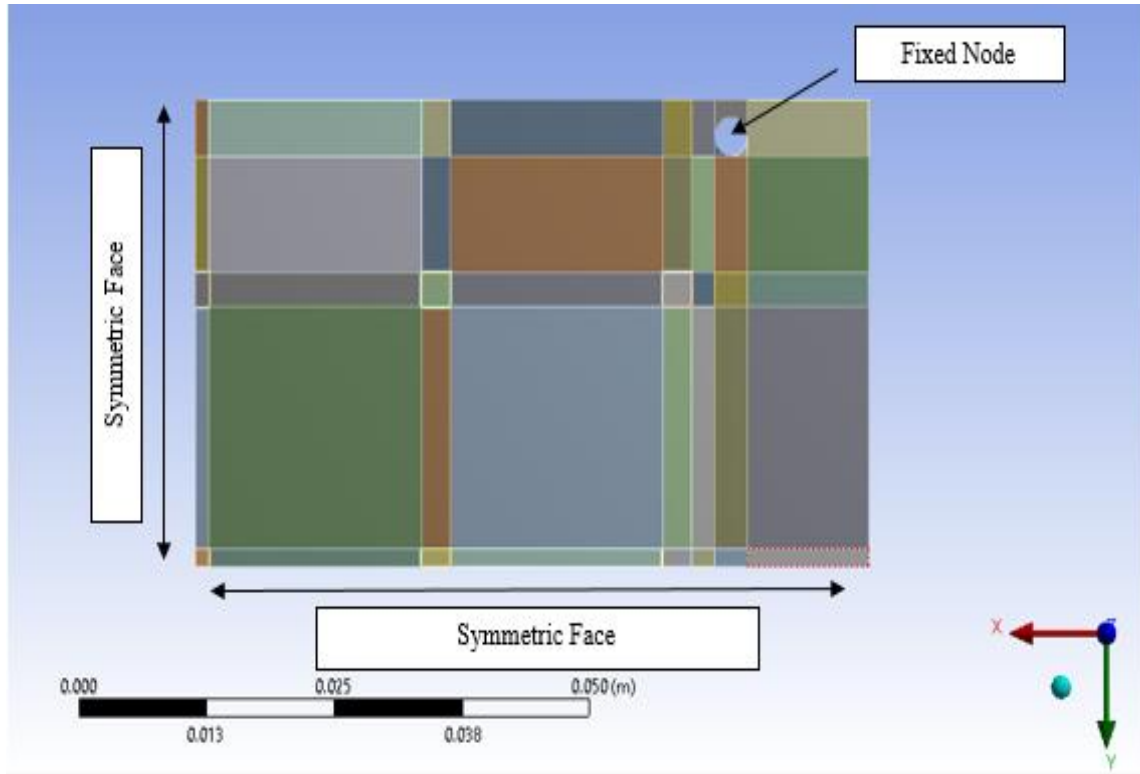 Fixed Node
Symmetric Face
Symmetric Face
0.000
0.025
0.050 (m)
0.013
0.038
X
Z
Y